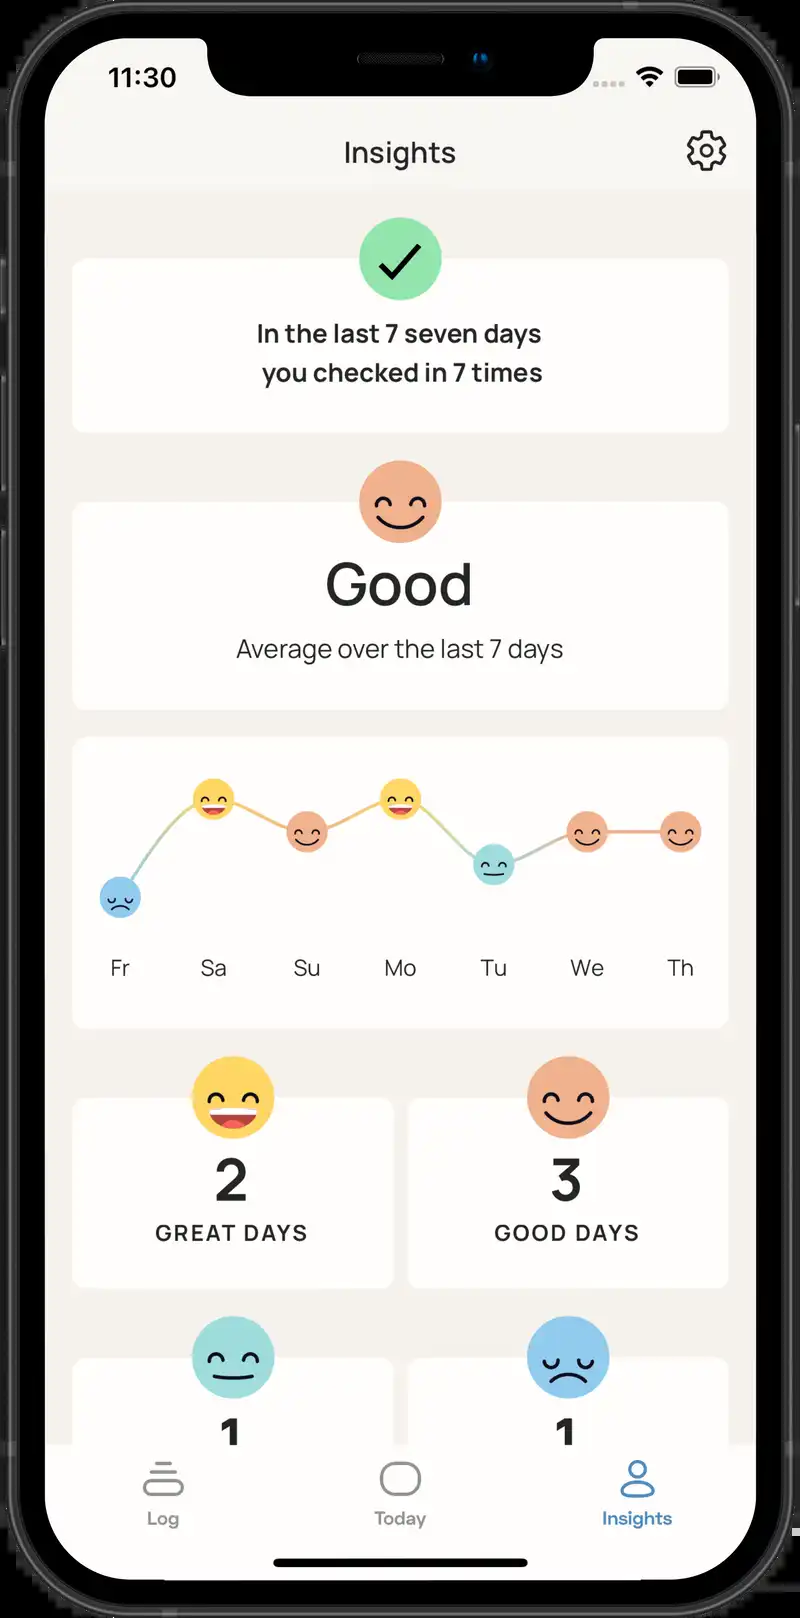 11:30
Insights
In the last 7 seven days
you checked in 7 times
Good
Average over the last 7 days
Fr Sa Su Mo Tu We Th
2 3
GREAT DAYS GOOD DAYS
1 1
Log Today Insights